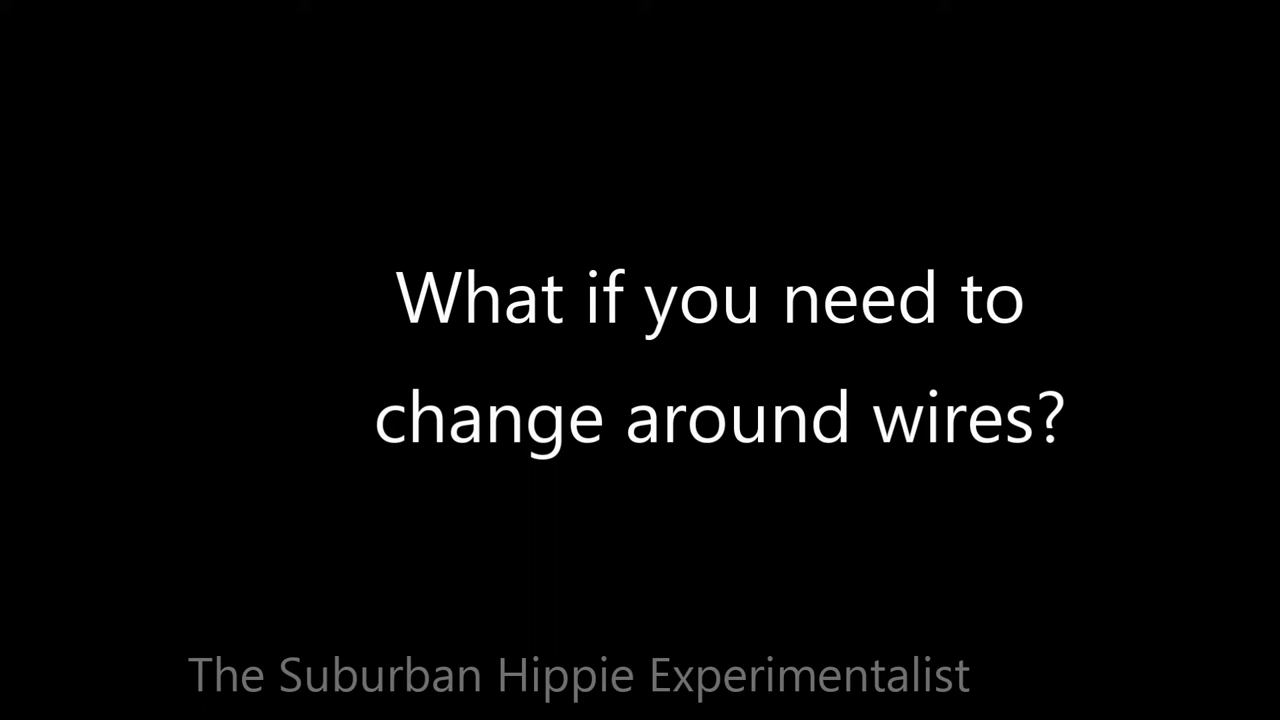 What if you need to
change around wires?
The Suburban Hippie Experimentalist